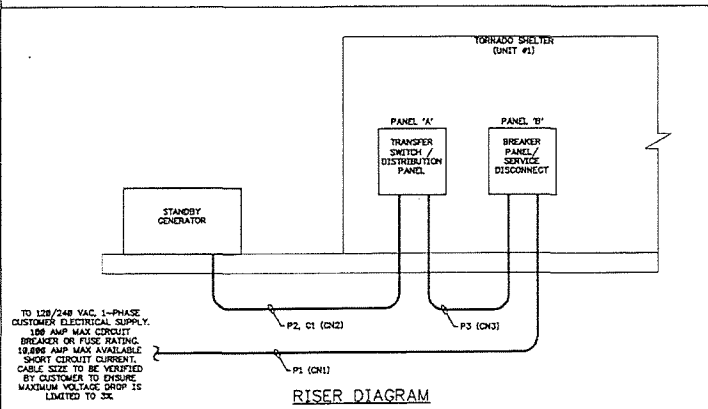 TORNADO SHELTER
(UNIT #1)
PANEL 'A'
PANEL 'B'
TRANSFER
SWITCH /
DISTRIBUTION
PANEL
BREAKER
PANEL/
SERVICE
DISCONNECT
STANDBY
GENERATOR
TO 120/240 VAC, 1-PHASE
CUSTOMER ELECTRICAL SUPPLY.
100 AMP MAX CIRCUIT
BREAKER OR FUSE RATING.
10,000 AMP MAX AVAILABLE
SHORT CIRCUIT CURRENT.
CABLE SIZE TO BE VERIFIED
BY CUSTOMER TO ENSURE
MAXIMUM VOLTAGE DROP IS
LIMITED TO 3%.
P2, C1 (CN2)
P3 (CN3)
P1 (CN1)
RISER DIAGRAM